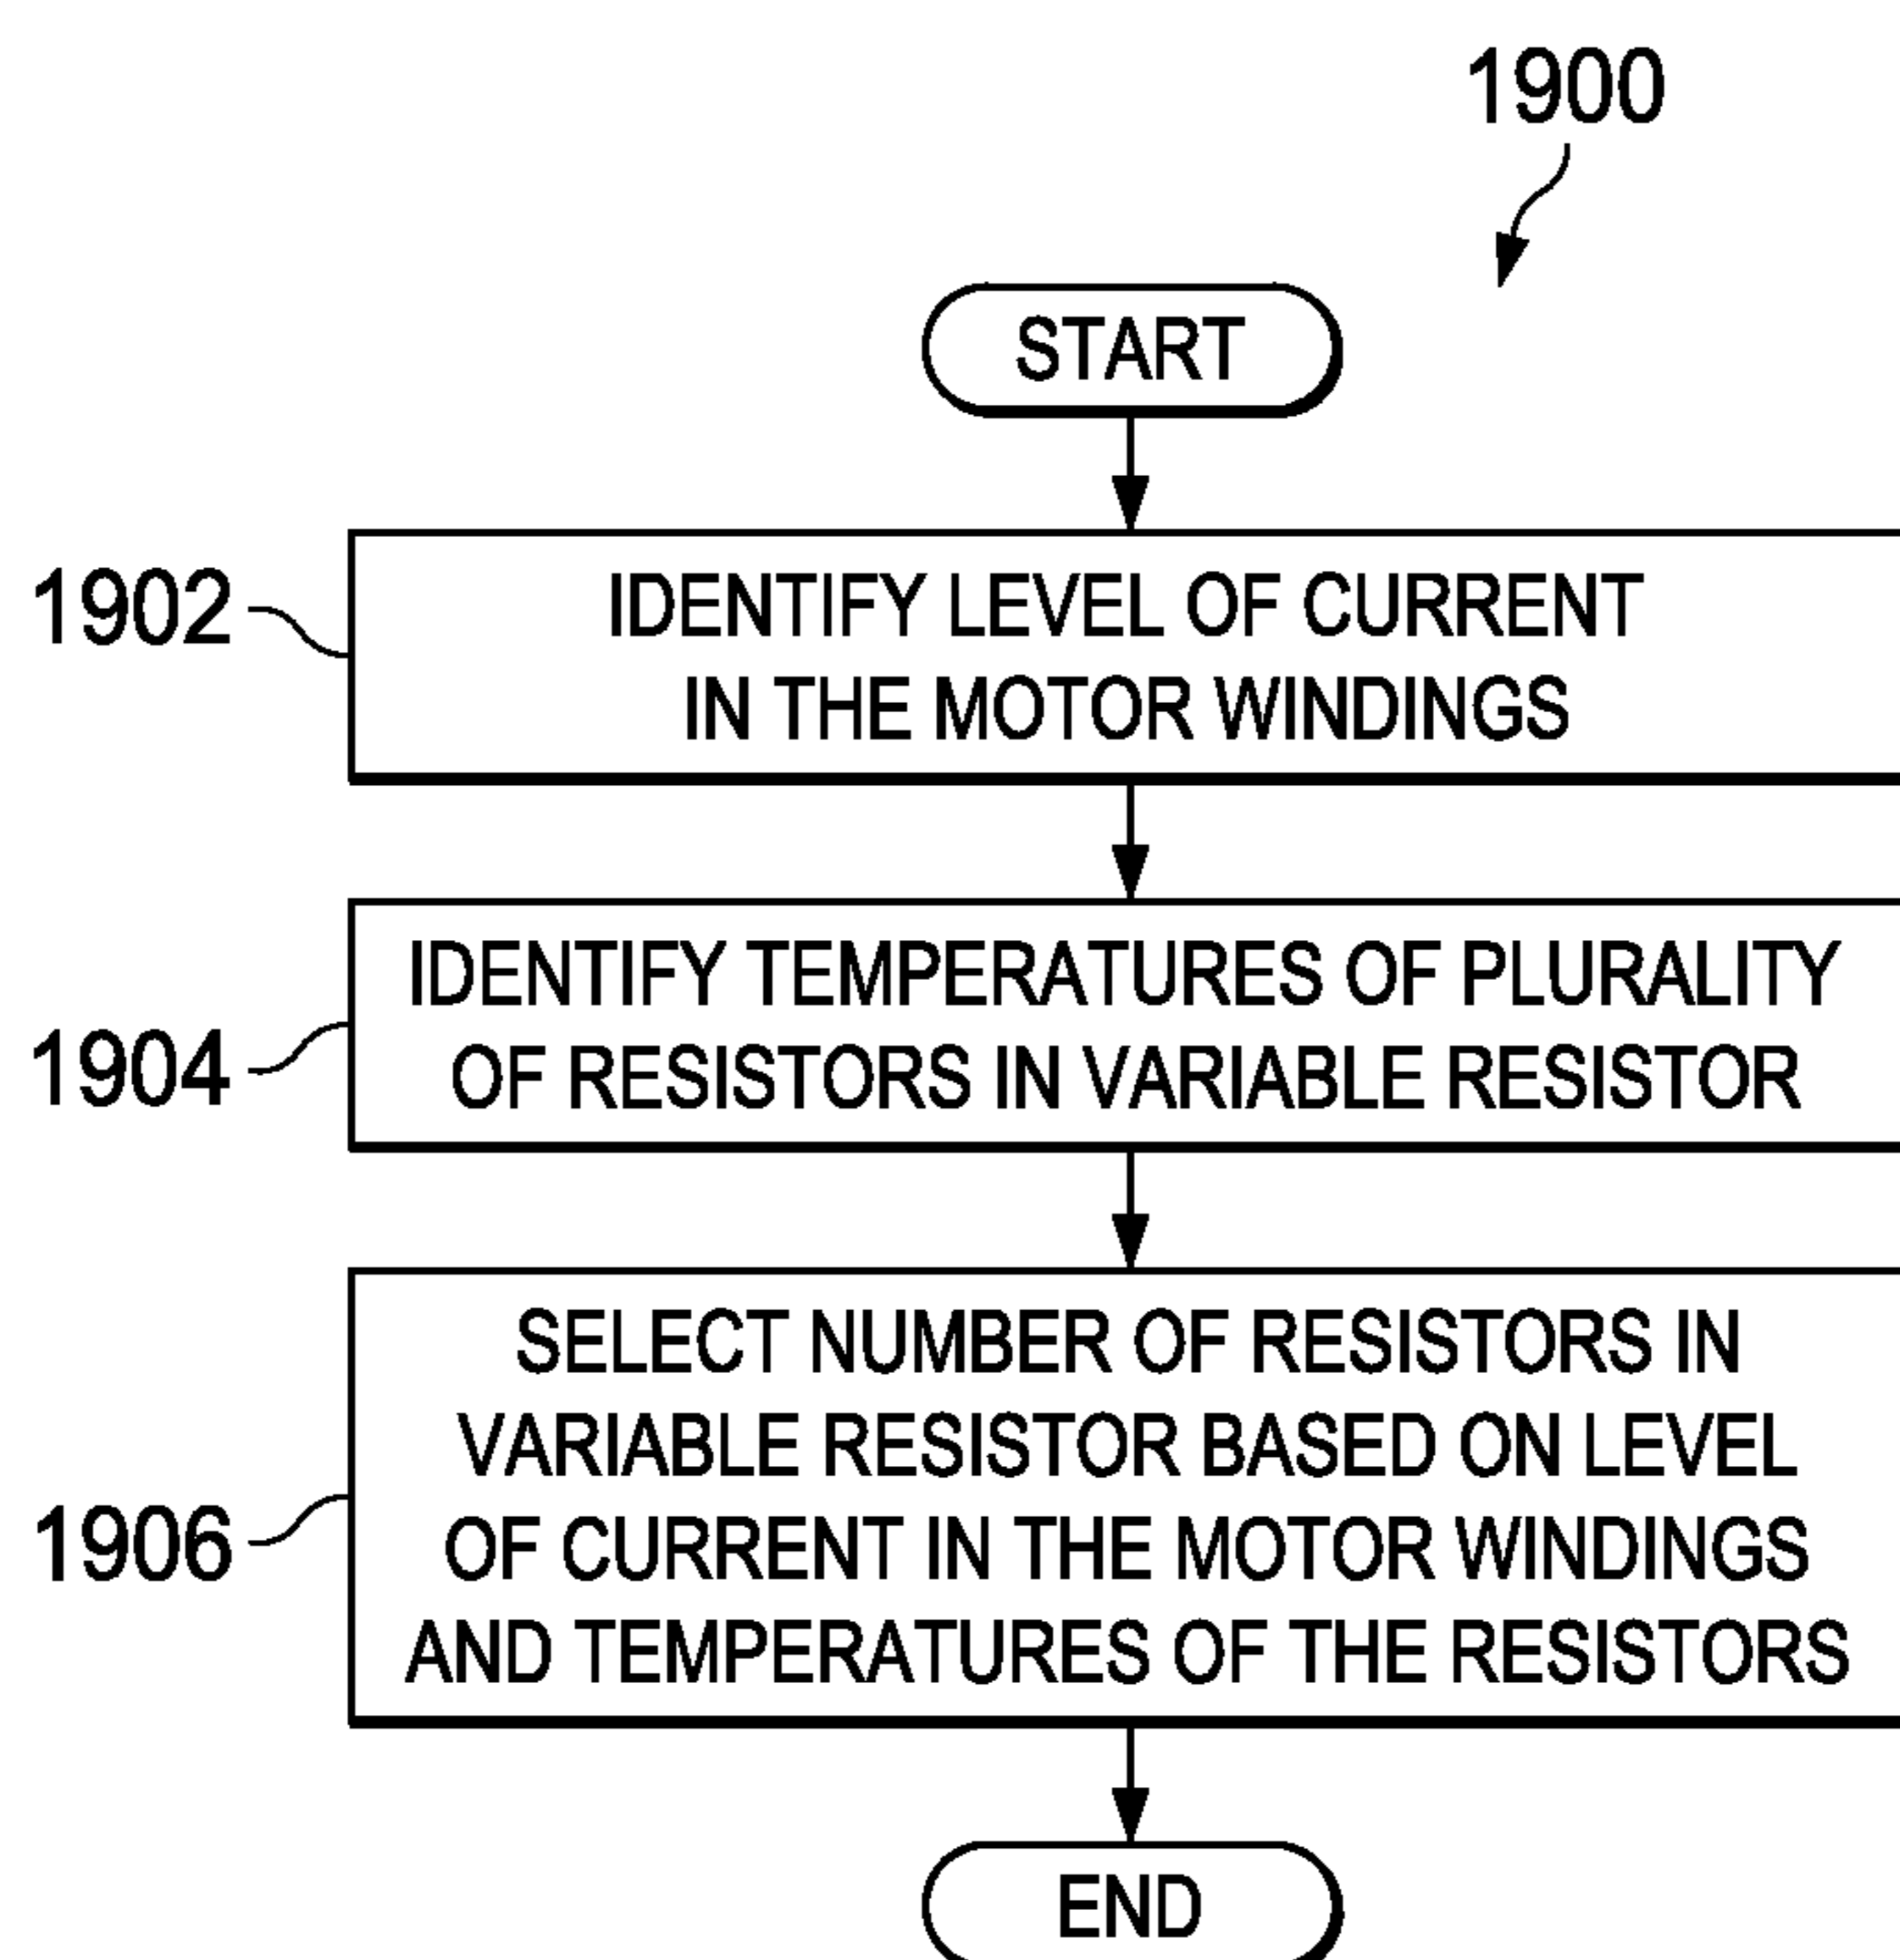 1900
START
1902
IDENTIFY LEVEL OF CURRENT
IN THE MOTOR WINDINGS
1904
IDENTIFY TEMPERATURES OF PLURALITY
OF RESISTORS IN VARIABLE RESISTOR
1906
SELECT NUMBER OF RESISTORS IN
VARIABLE RESISTOR BASED ON LEVEL
OF CURRENT IN THE MOTOR WINDINGS
AND TEMPERATURES OF THE RESISTORS
END